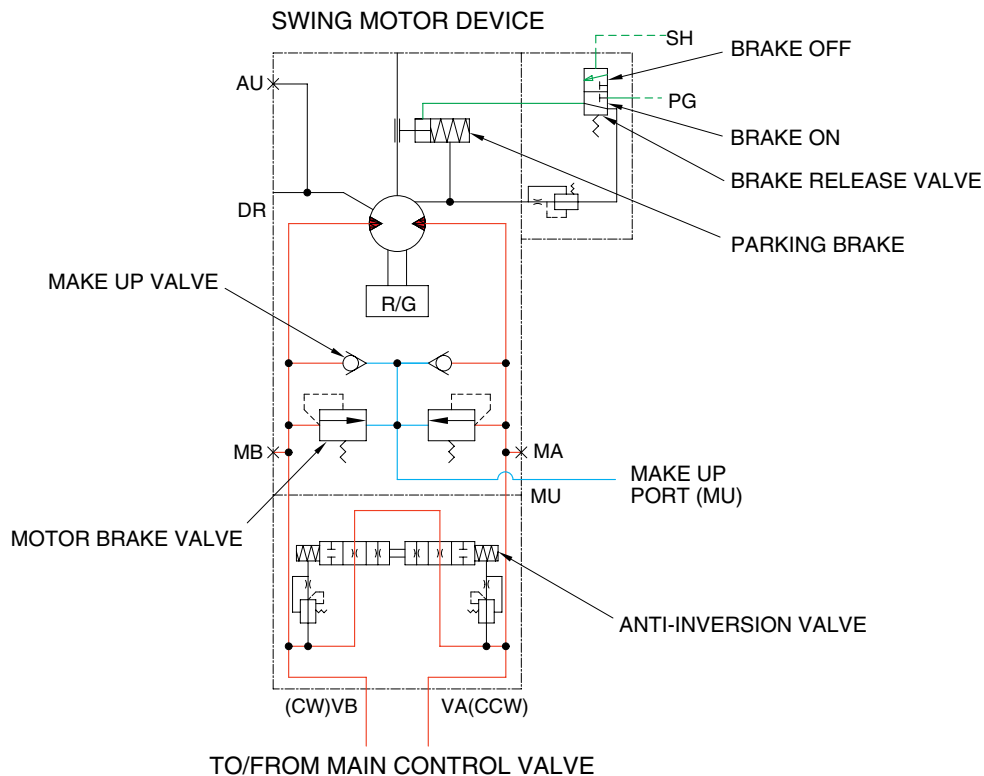 SWING MOTOR DEVICE
SH
BRAKE OFF
AU
PG
BRAKE ON
BRAKE RELEASE VALVE
DR
PARKING BRAKE
MAKE UP VALVE
R/G
MB
MA
MAKE UP
PORT (MU)
MU
MOTOR BRAKE VALVE
ANTI-INVERSION VALVE
(CW)VB
VA(CCW)
TO/FROM MAIN CONTROL VALVE